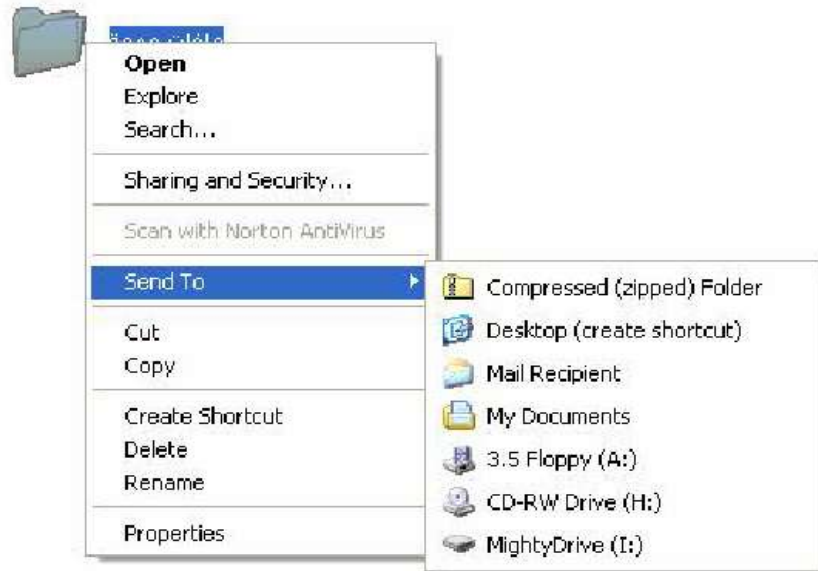 Open
Explore
Search...
Sharing and Security...
Scan with Norton AntiVirus
Send To
Compressed (zipped) Folder
Desktop (create shortcut)
Mail Recipient
My Documents
3.5 Floppy (A:)
CD-RW Drive (H:)
MightyDrive (I:)
Cut
Copy
Create Shortcut
Delete
Rename
Properties